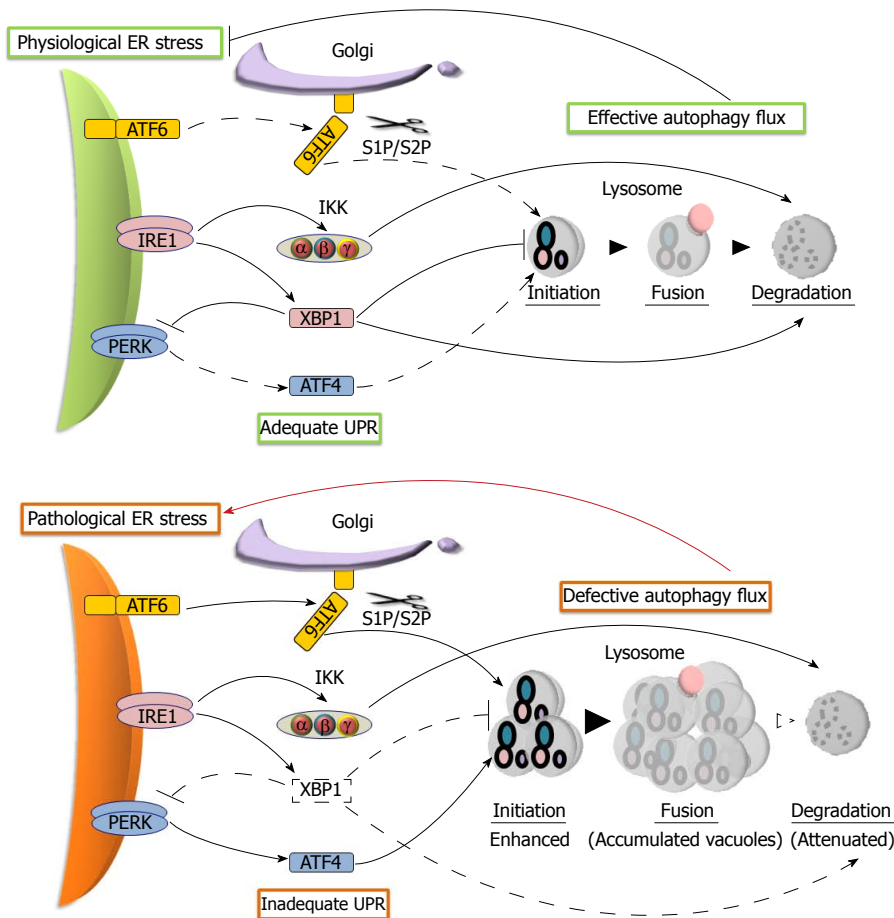 Physiological ER stress
Golgi
Effective autophagy flux
ATF6
ATF6
S1P/S2P
Lysosome
IKK
α β γ
IRE1
Initiation
Fusion
Degradation
XBP1
PERK
ATF4
Adequate UPR
Pathological ER stress
Golgi
Defective autophagy flux
ATF6
ATF6
S1P/S2P
Lysosome
IKK
α β γ
IRE1
XBP1
Initiation
Enhanced
Fusion
(Accumulated vacuoles)
Degradation
(Attenuated)
PERK
ATF4
Inadequate UPR